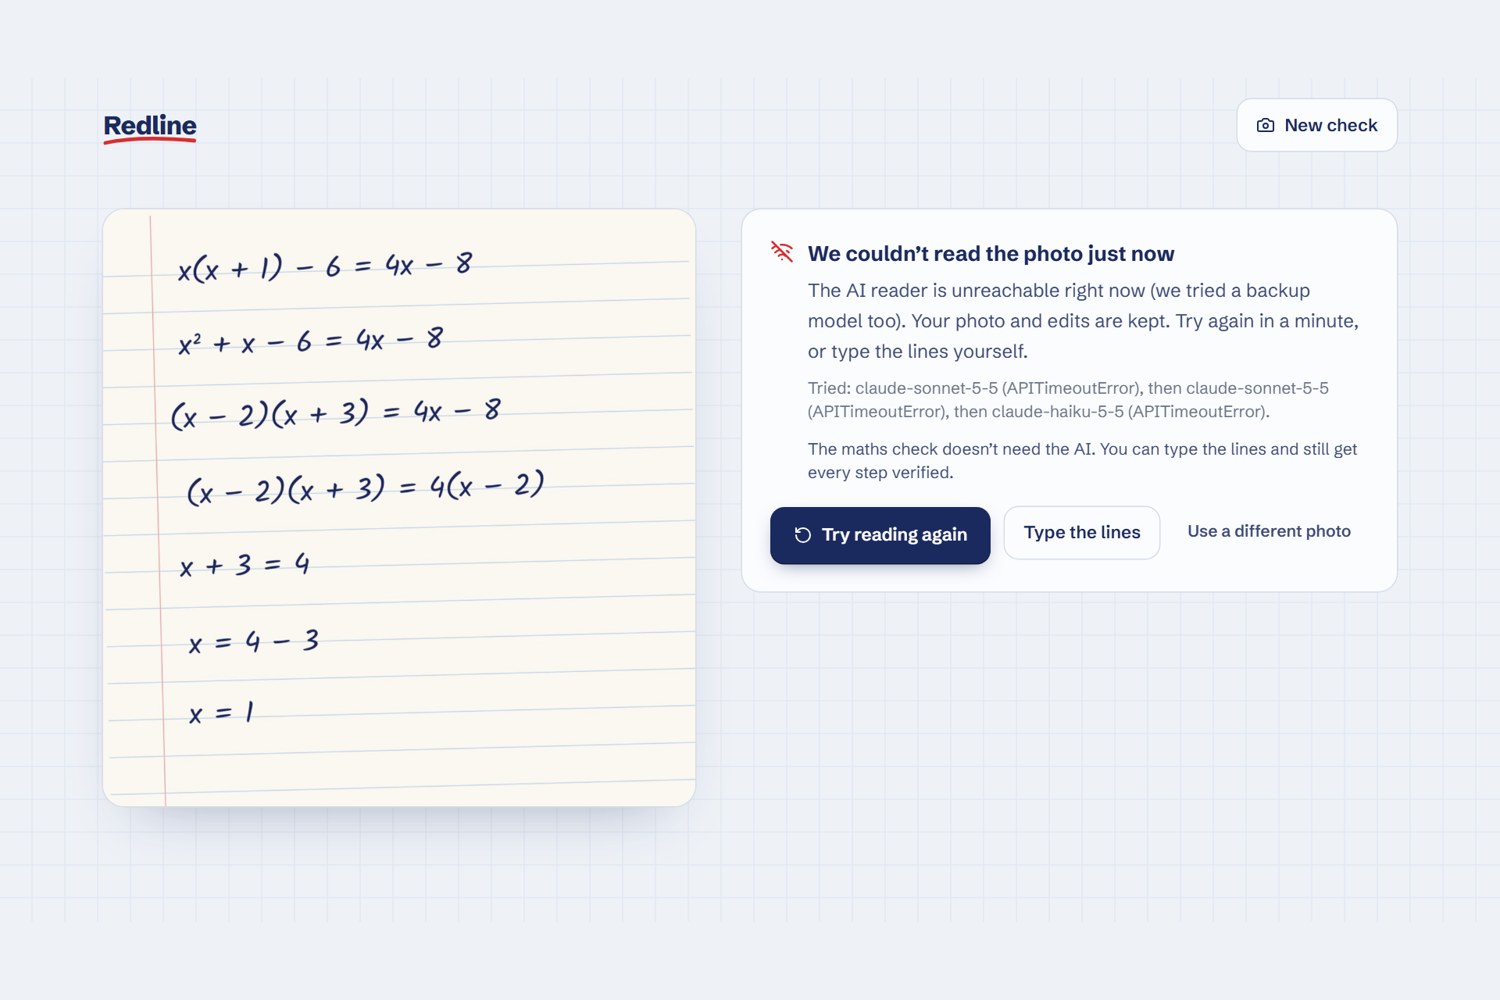 Redline
New check
x(x + 1) − 6 = 4x − 8
x² + x − 6 = 4x − 8
(x − 2)(x + 3) = 4x − 8
(x − 2)(x + 3) = 4(x − 2)
x + 3 = 4
x = 4 − 3
x = 1
We couldn’t read the photo just now
The AI reader is unreachable right now (we tried a backup
model too). Your photo and edits are kept. Try again in a minute,
or type the lines yourself.
Tried: claude-sonnet-5-5 (APITimeoutError), then claude-sonnet-5-5
(APITimeoutError), then claude-haiku-5-5 (APITimeoutError).
The maths check doesn’t need the AI. You can type the lines and still get
every step verified.
Try reading again
Type the lines
Use a different photo